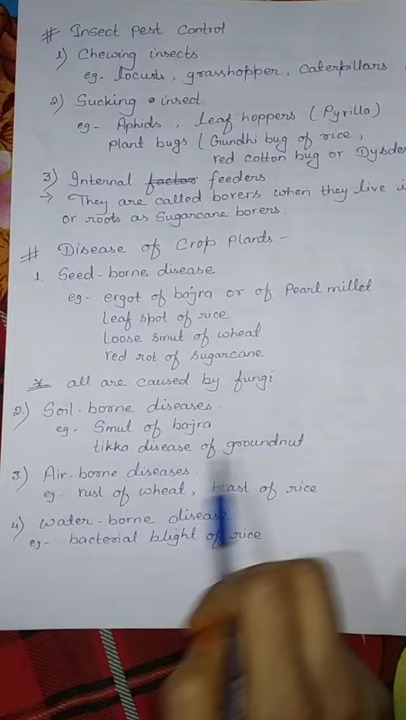 # Insect Pest Control
1) Chewing insects.
eg- locusts, grasshopper, Caterpillars
2) Sucking insect
eg- Aphids, Leaf hoppers (Pyrilla)
plant bugs (Gundhi bug of rice,
red cotton bug or Dysder
3) Internal factor feeders.
→ They are called borers when they live i
or roots as Sugarcane borers.
# Disease of Crop Plants -
1. Seed-borne disease
eg- ergot of bajra or of Pearl millet
Leaf spot of rice
Loose smut of wheat
red rot of sugarcane
* all are caused by fungi
2) Soil-borne diseases.
eg- Smut of bajra
tikka disease of groundnut
3.) Air-borne diseases.
eg- rust of wheat, blast of rice
4) Water-borne disease
eg- bacterial blight of rice